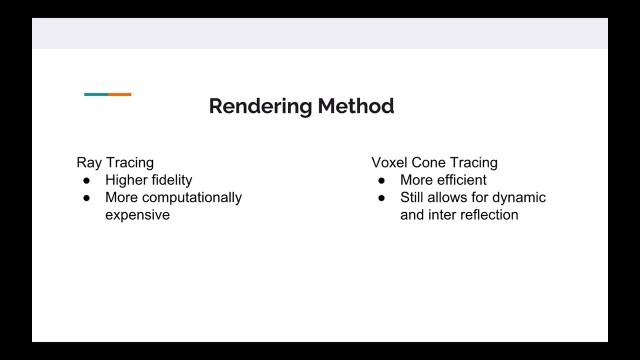 Rendering Method
Ray Tracing
● Higher fidelity
● More computationally
expensive
Voxel Cone Tracing
● More efficient
● Still allows for dynamic
and inter reflection